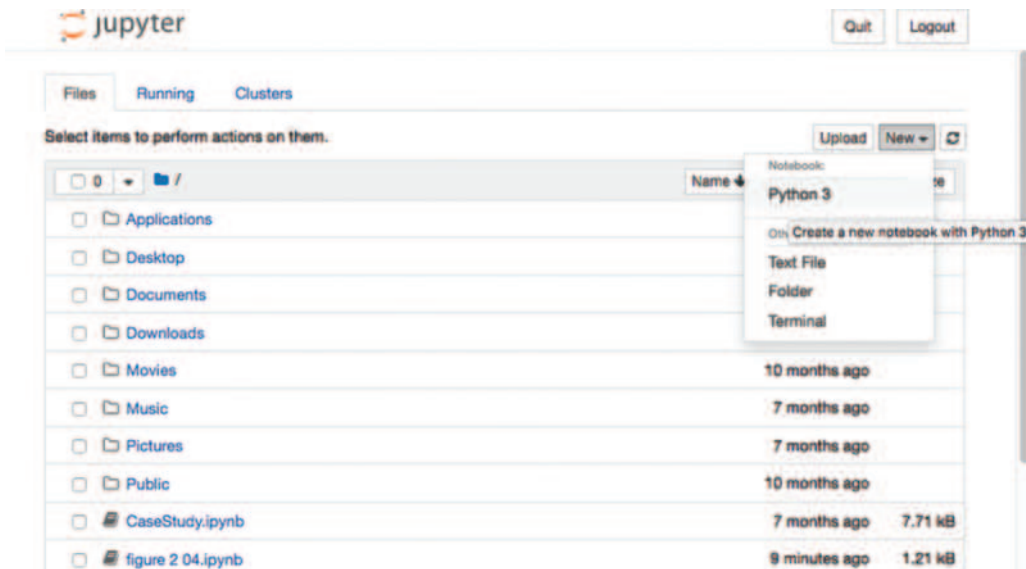 jupyter
Quit Logout
Files Running Clusters
Select items to perform actions on them.
Upload New
0 / Name
Notebook:
Python 3
Create a new notebook with Python 3
Text File
Folder
Terminal
Applications
Desktop
Documents
Downloads
Movies 10 months ago
Music 7 months ago
Pictures 7 months ago
Public 10 months ago
CaseStudy.ipynb 7 months ago 7.71 kB
figure 2 04.ipynb 9 minutes ago 1.21 kB